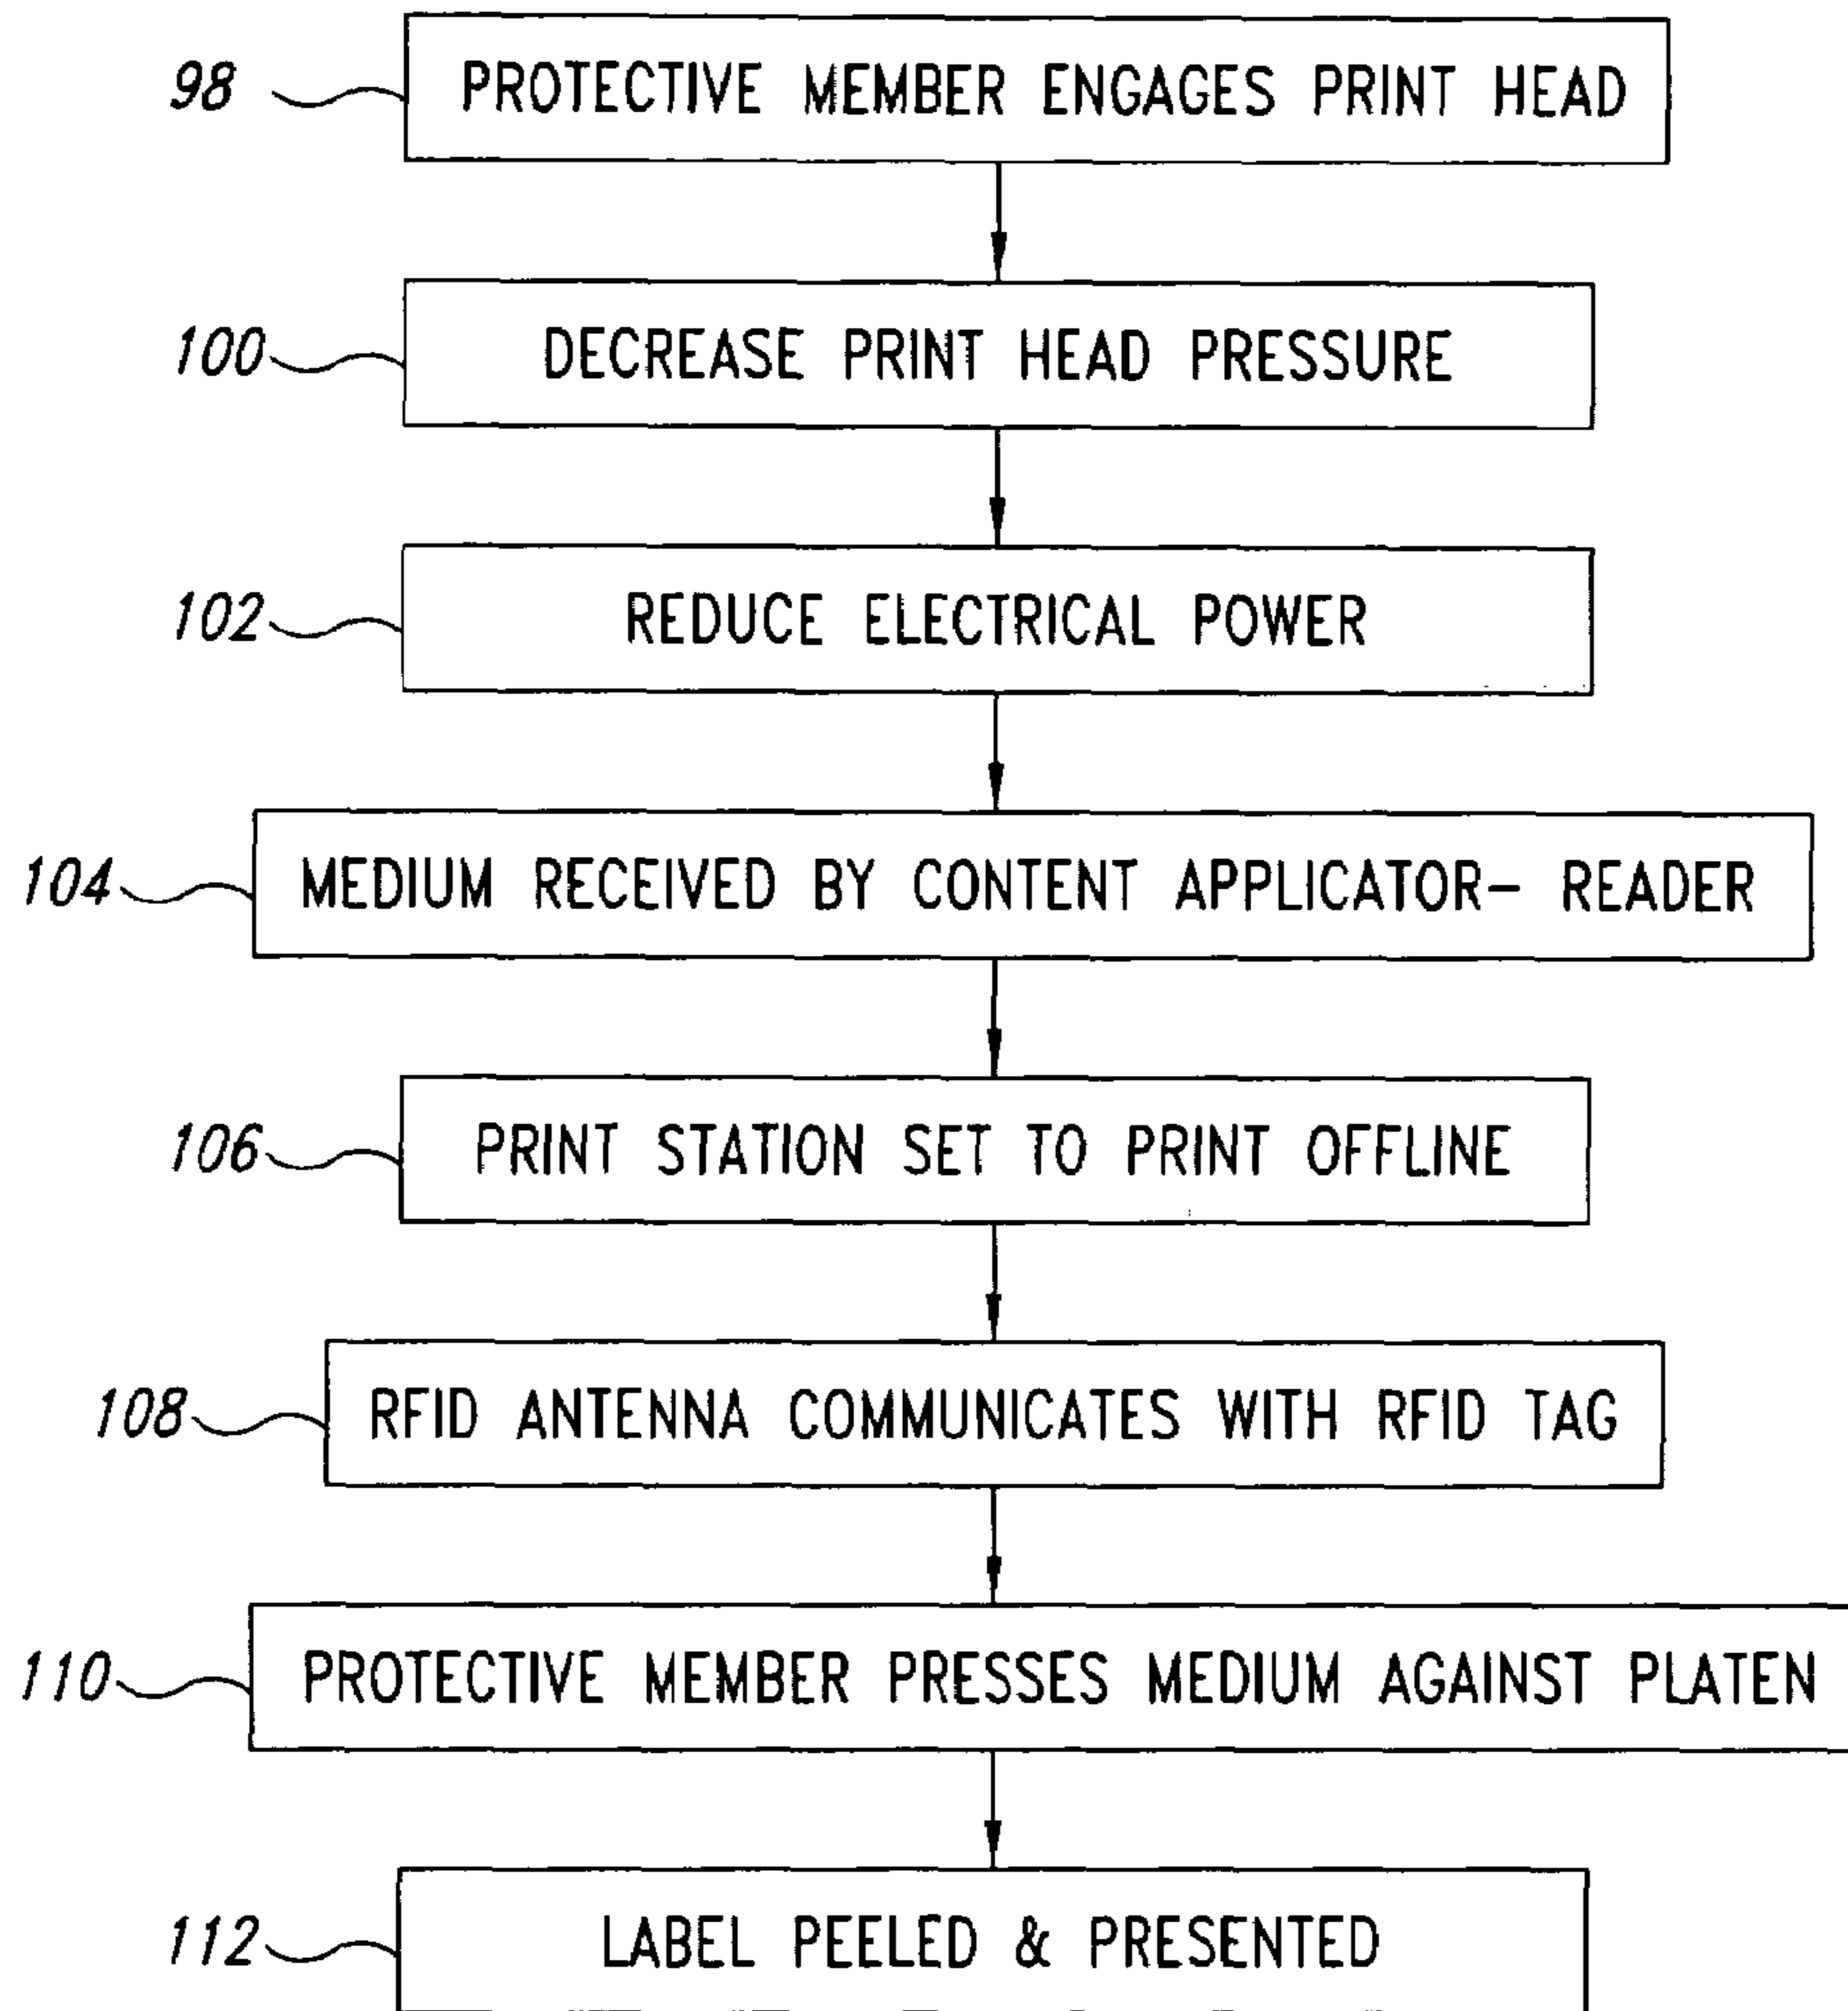 98 PROTECTIVE MEMBER ENGAGES PRINT HEAD
100 DECREASE PRINT HEAD PRESSURE
102 REDUCE ELECTRICAL POWER
104 MEDIUM RECEIVED BY CONTENT APPLICATOR- READER
106 PRINT STATION SET TO PRINT OFFLINE
108 RFID ANTENNA COMMUNICATES WITH RFID TAG
110 PROTECTIVE MEMBER PRESSES MEDIUM AGAINST PLATEN
112 LABEL PEELED & PRESENTED